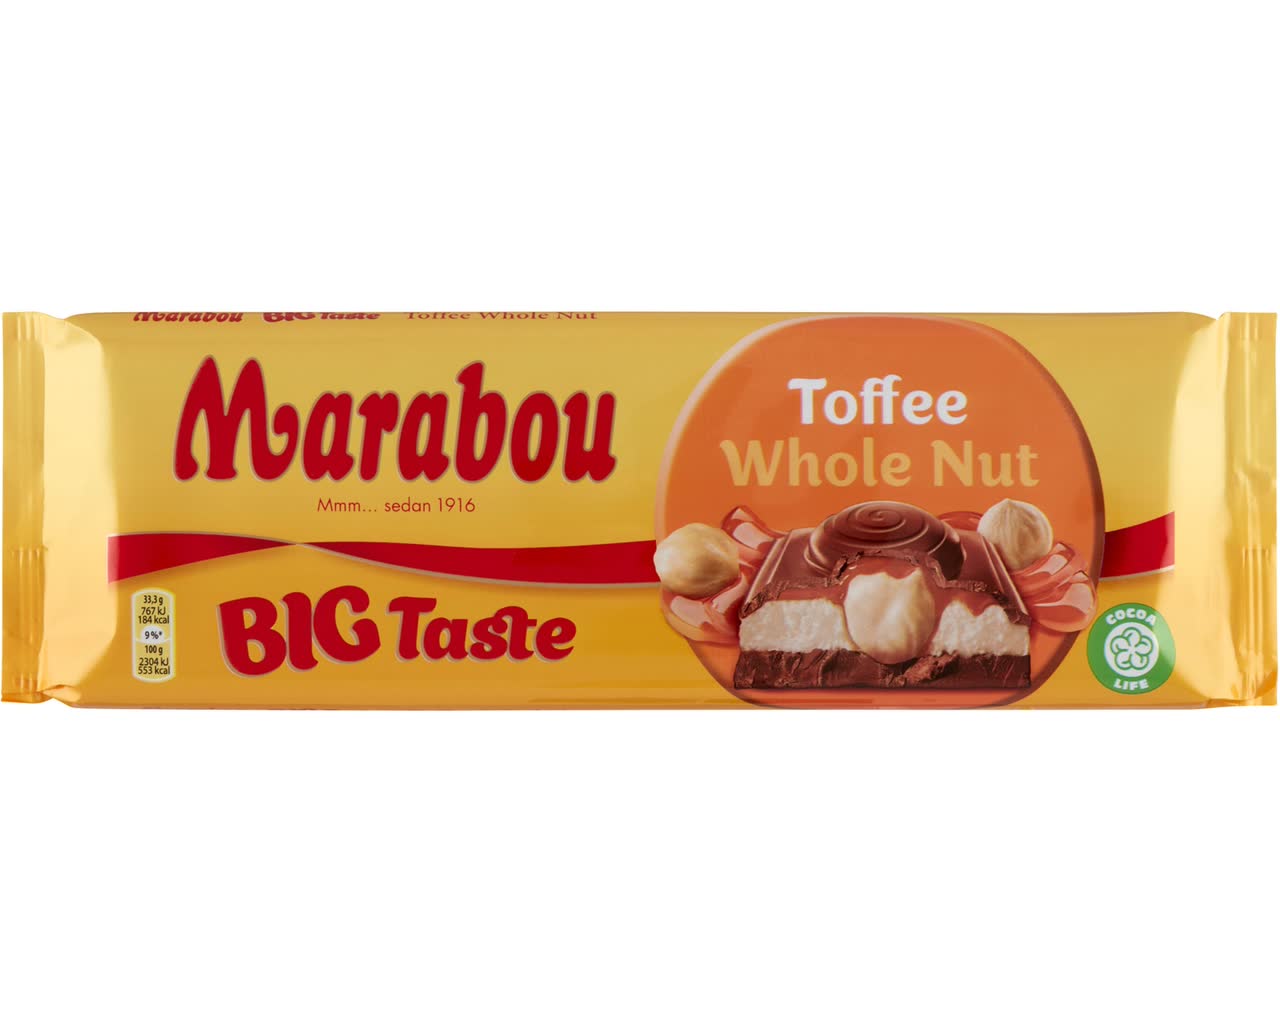 Marabou BIG Taste Toffee Whole Nut
Marabou
Mmm... sedan 1916
BIG Taste
Toffee
Whole Nut
33,3 g
767 kJ
184 kcal
9 %*
100 g
2304 kJ
553 kcal
COCOA
LIFE